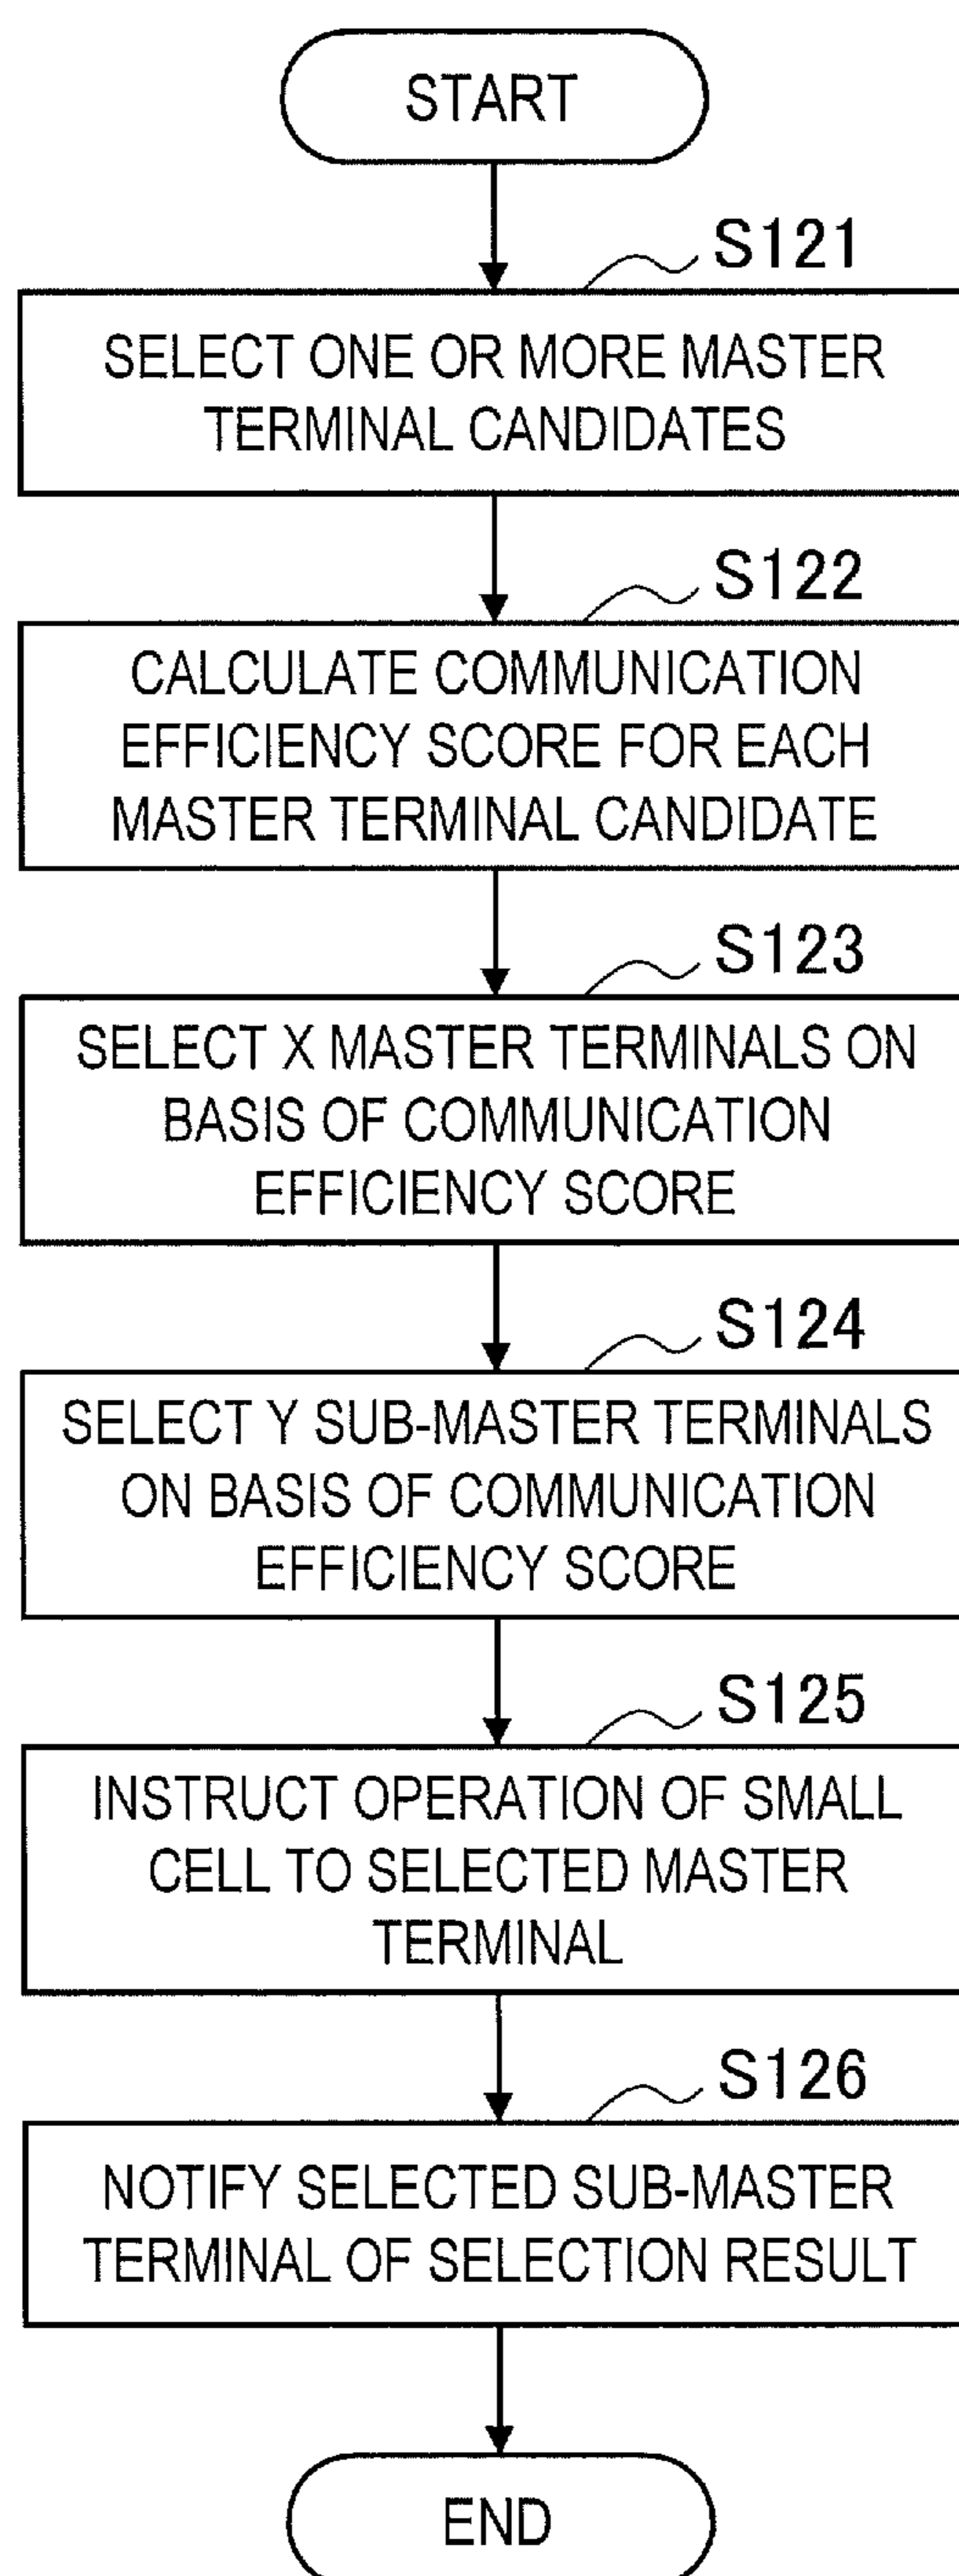 START
S121
SELECT ONE OR MORE MASTER
TERMINAL CANDIDATES
S122
CALCULATE COMMUNICATION
EFFICIENCY SCORE FOR EACH
MASTER TERMINAL CANDIDATE
S123
SELECT X MASTER TERMINALS ON
BASIS OF COMMUNICATION
EFFICIENCY SCORE
S124
SELECT Y SUB-MASTER TERMINALS
ON BASIS OF COMMUNICATION
EFFICIENCY SCORE
S125
INSTRUCT OPERATION OF SMALL
CELL TO SELECTED MASTER
TERMINAL
S126
NOTIFY SELECTED SUB-MASTER
TERMINAL OF SELECTION RESULT
END